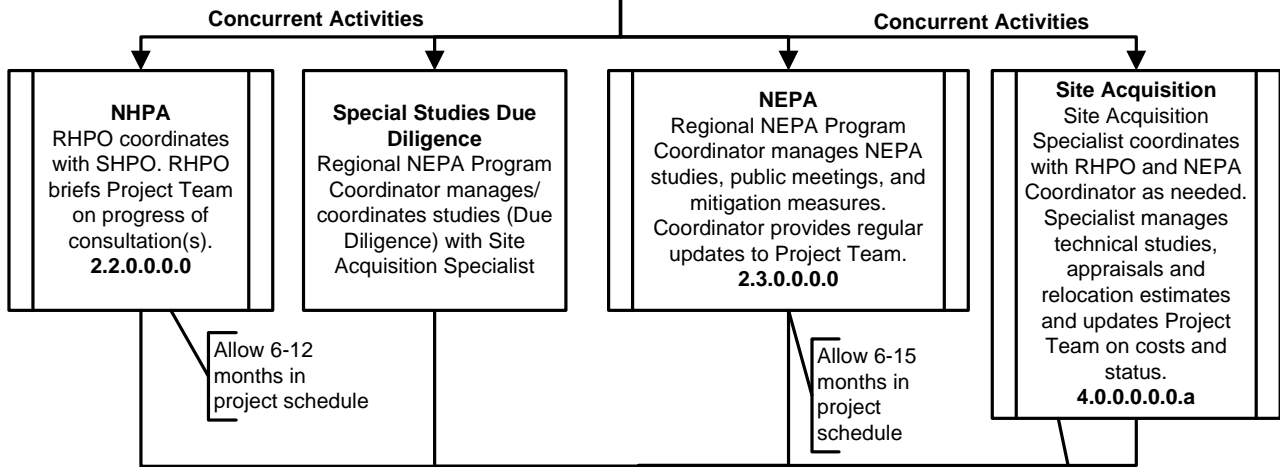 Concurrent Activities
Concurrent Activities
NHPA
RHPO coordinates
with SHPO. RHPO
briefs Project Team
on progress of
consultation(s).
2.2.0.0.0.0
Special Studies Due
Diligence
Regional NEPA Program
Coordinator manages/
coordinates studies (Due
Diligence) with Site
Acquisition Specialist
NEPA
Regional NEPA Program
Coordinator manages NEPA
studies, public meetings, and
mitigation measures.
Coordinator provides regular
updates to Project Team.
2.3.0.0.0.0
Site Acquisition
Site Acquisition
Specialist coordinates
with RHPO and NEPA
Coordinator as needed.
Specialist manages
technical studies,
appraisals and
relocation estimates
and updates Project
Team on costs and
status.
4.0.0.0.0.0.a
Allow 6-12
months in
project schedule
Allow 6-15
months in
project
schedule